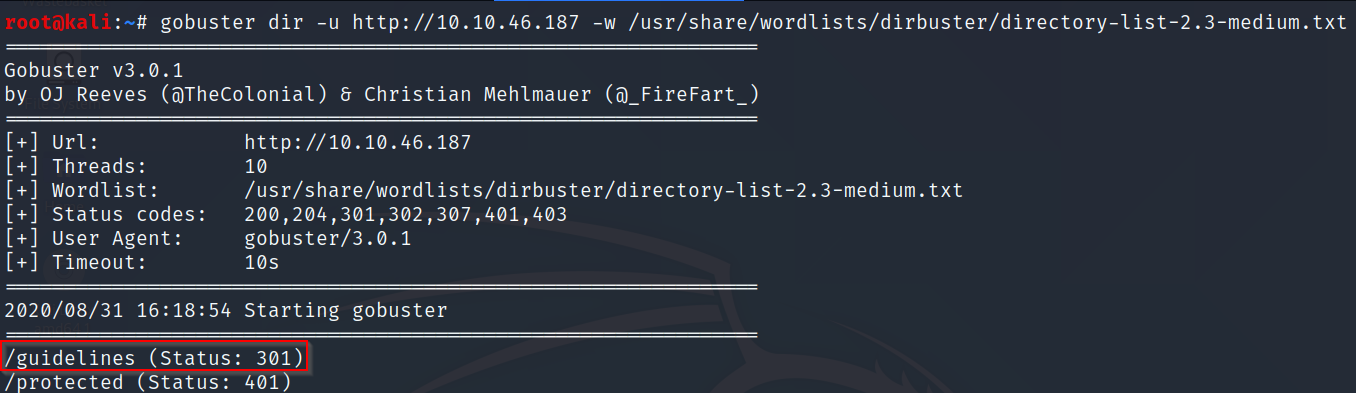 root@kali:~# gobuster dir -u http://10.10.46.187 -w /usr/share/wordlists/dirbuster/directory-list-2.3-medium.txt
===============================================================
Gobuster v3.0.1
by OJ Reeves (@TheColonial) & Christian Mehlmauer (@_FireFart_)
===============================================================
[+] Url:            http://10.10.46.187
[+] Threads:        10
[+] Wordlist:       /usr/share/wordlists/dirbuster/directory-list-2.3-medium.txt
[+] Status codes:   200,204,301,302,307,401,403
[+] User Agent:     gobuster/3.0.1
[+] Timeout:        10s
===============================================================
2020/08/31 16:18:54 Starting gobuster
===============================================================
/guidelines (Status: 301)
/protected (Status: 401)